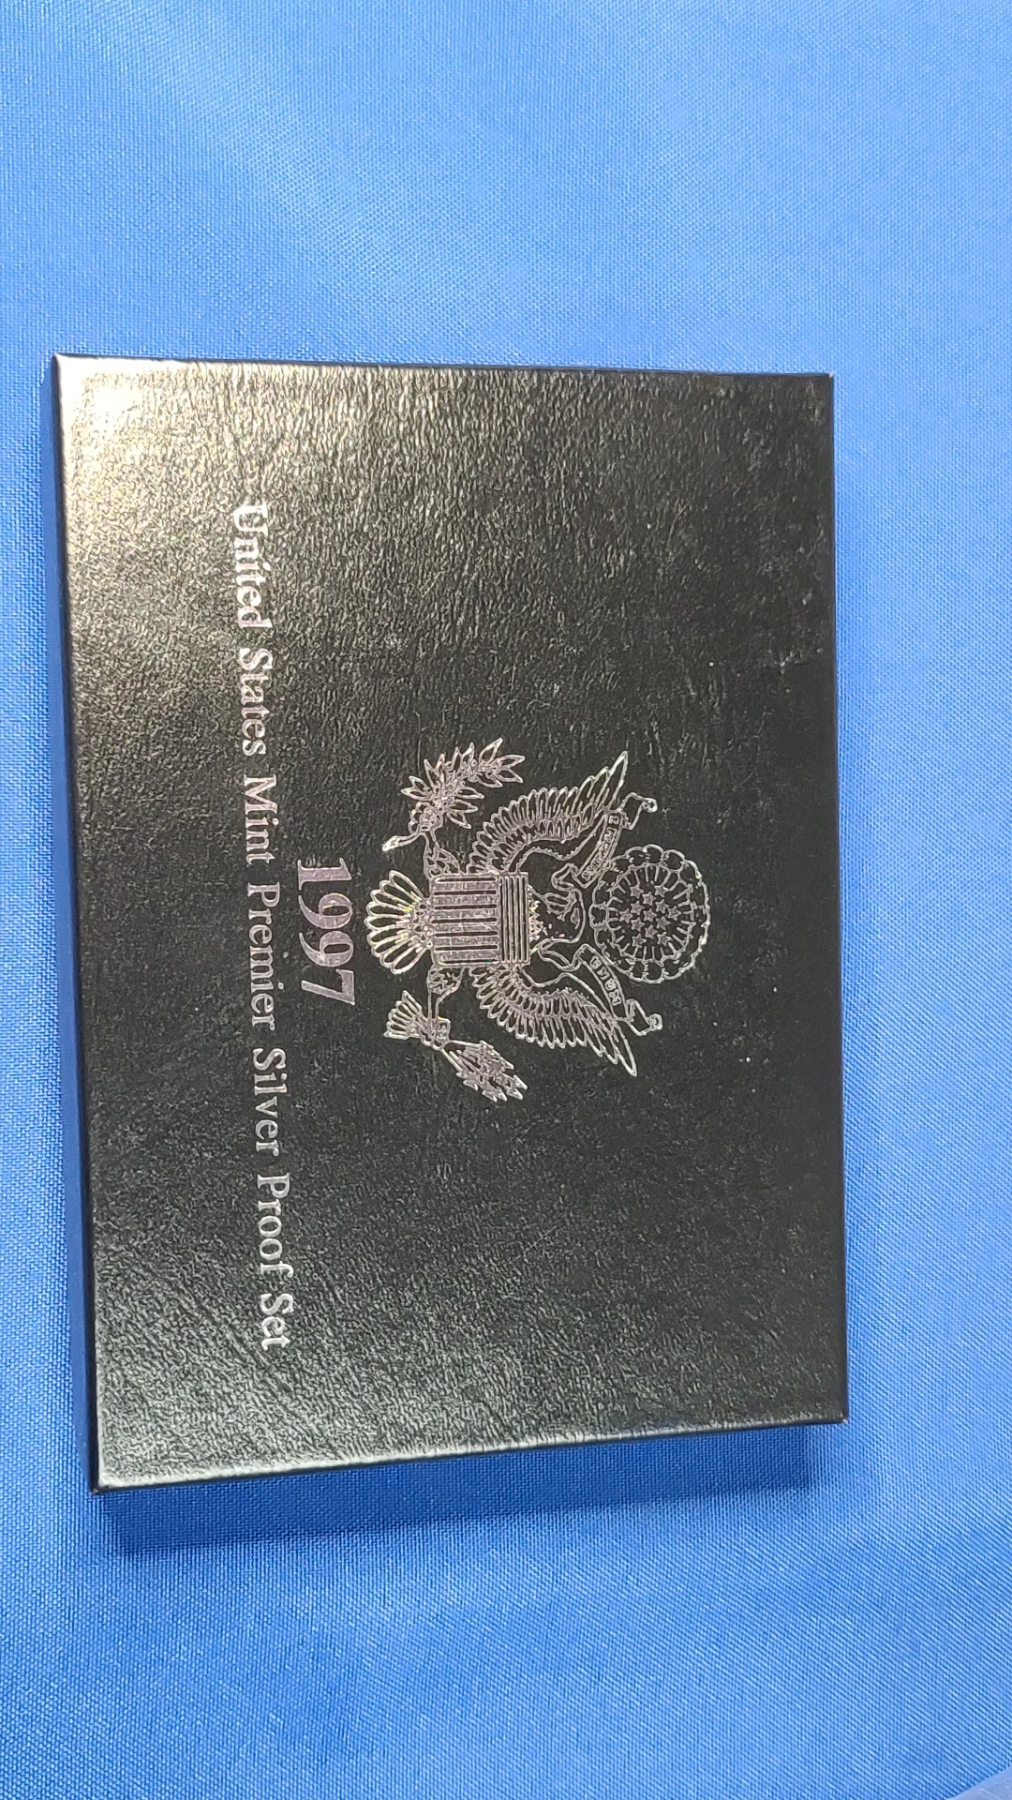 1997
United States Mint Premier Silver Proof Set